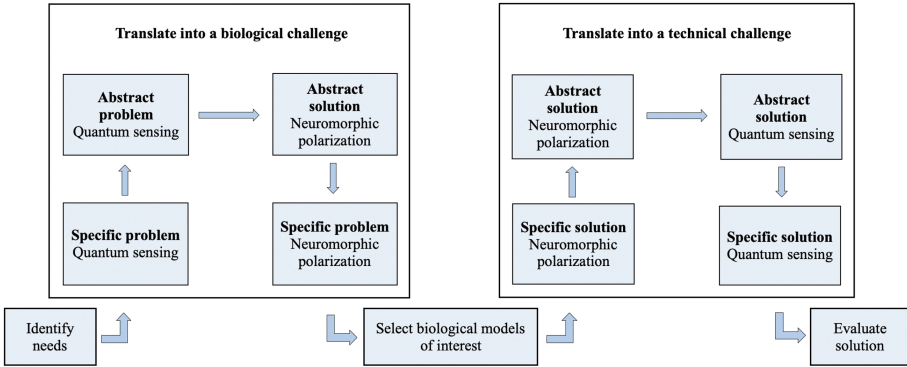 Translate into a biological challenge
Abstract
problem
Quantum sensing
Abstract
solution
Neuromorphic
polarization
Specific problem
Quantum sensing
Specific problem
Neuromorphic
polarization
Translate into a technical challenge
Abstract
solution
Neuromorphic
polarization
Abstract
solution
Quantum sensing
Specific solution
Neuromorphic
polarization
Specific solution
Quantum sensing
Identify
needs
Select biological models
of interest
Evaluate
solution